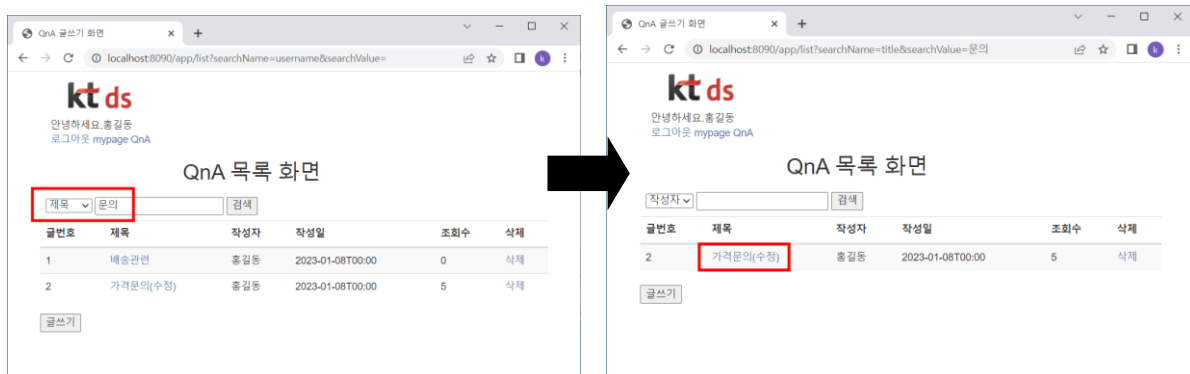 QnA 글쓰기 화면
localhost:8090/app/list?searchName=username&searchValue=
k
kt ds
안녕하세요.홍길동
로그아웃 mypage QnA
QnA 목록 화면
제목 문의 검색
글번호 제목 작성자 작성일 조회수 삭제
1 배송관련 홍길동 2023-01-08T00:00 0 삭제
2 가격문의(수정) 홍길동 2023-01-08T00:00 5 삭제
글쓰기
QnA 글쓰기 화면
localhost:8090/app/list?searchName=title&searchValue=문의
k
kt ds
안녕하세요.홍길동
로그아웃 mypage QnA
QnA 목록 화면
작성자 검색
글번호 제목 작성자 작성일 조회수 삭제
2 가격문의(수정) 홍길동 2023-01-08T00:00 5 삭제
글쓰기